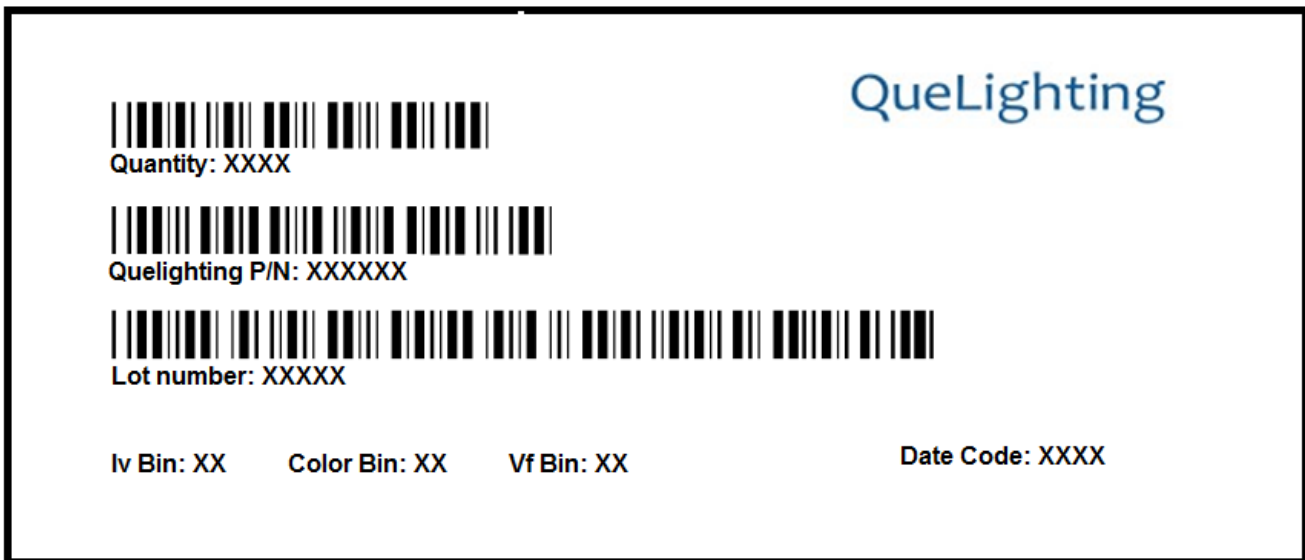 QueLighting
Quantity: XXXX
Quelighting P/N: XXXXXX
Lot number: XXXXX
Iv Bin: XX Color Bin: XX Vf Bin: XX Date Code: XXXX